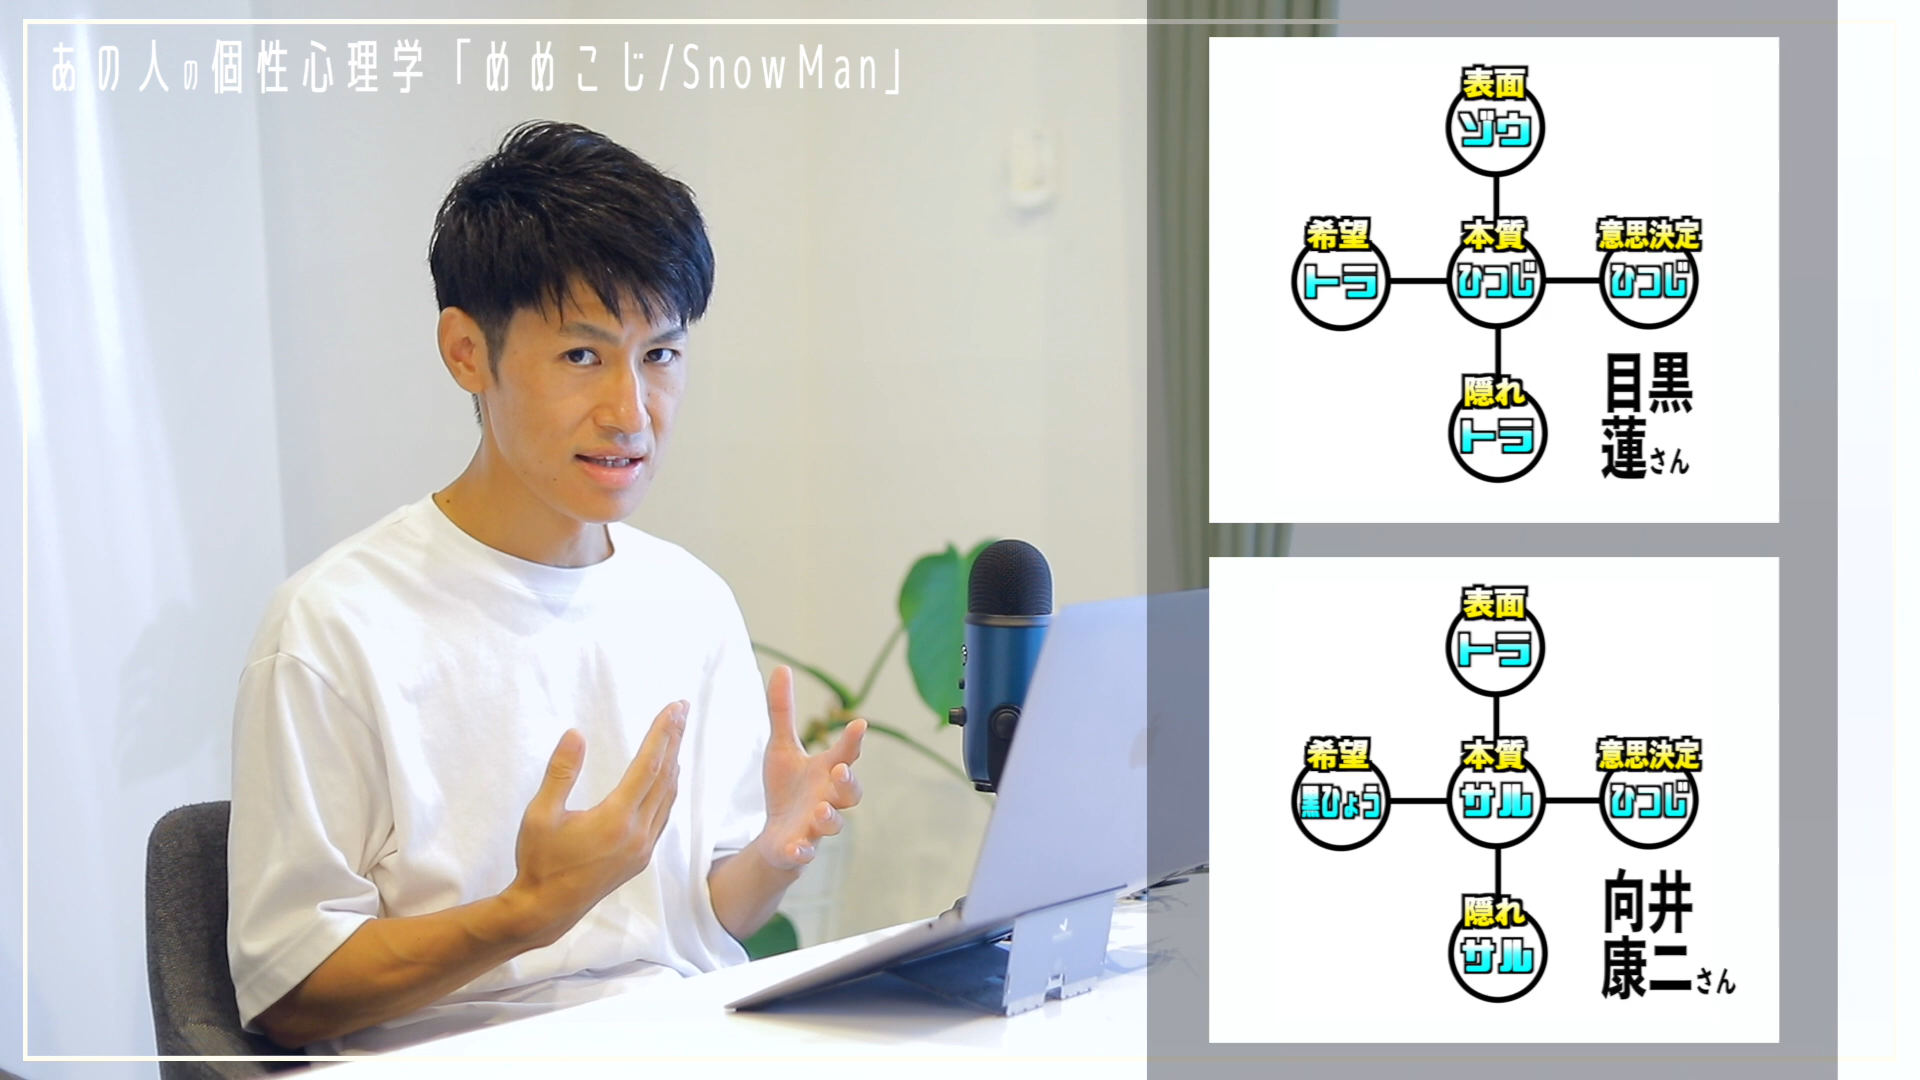 あの人の個性心理学「めめこじ/SnowMan」
表面
ゾウ
希望
トラ
本質
ひつじ
意思決定
ひつじ
隠れ
トラ
目黒
蓮さん
表面
トラ
希望
黒ひょう
本質
サル
意思決定
ひつじ
隠れ
サル
向井
康二さん